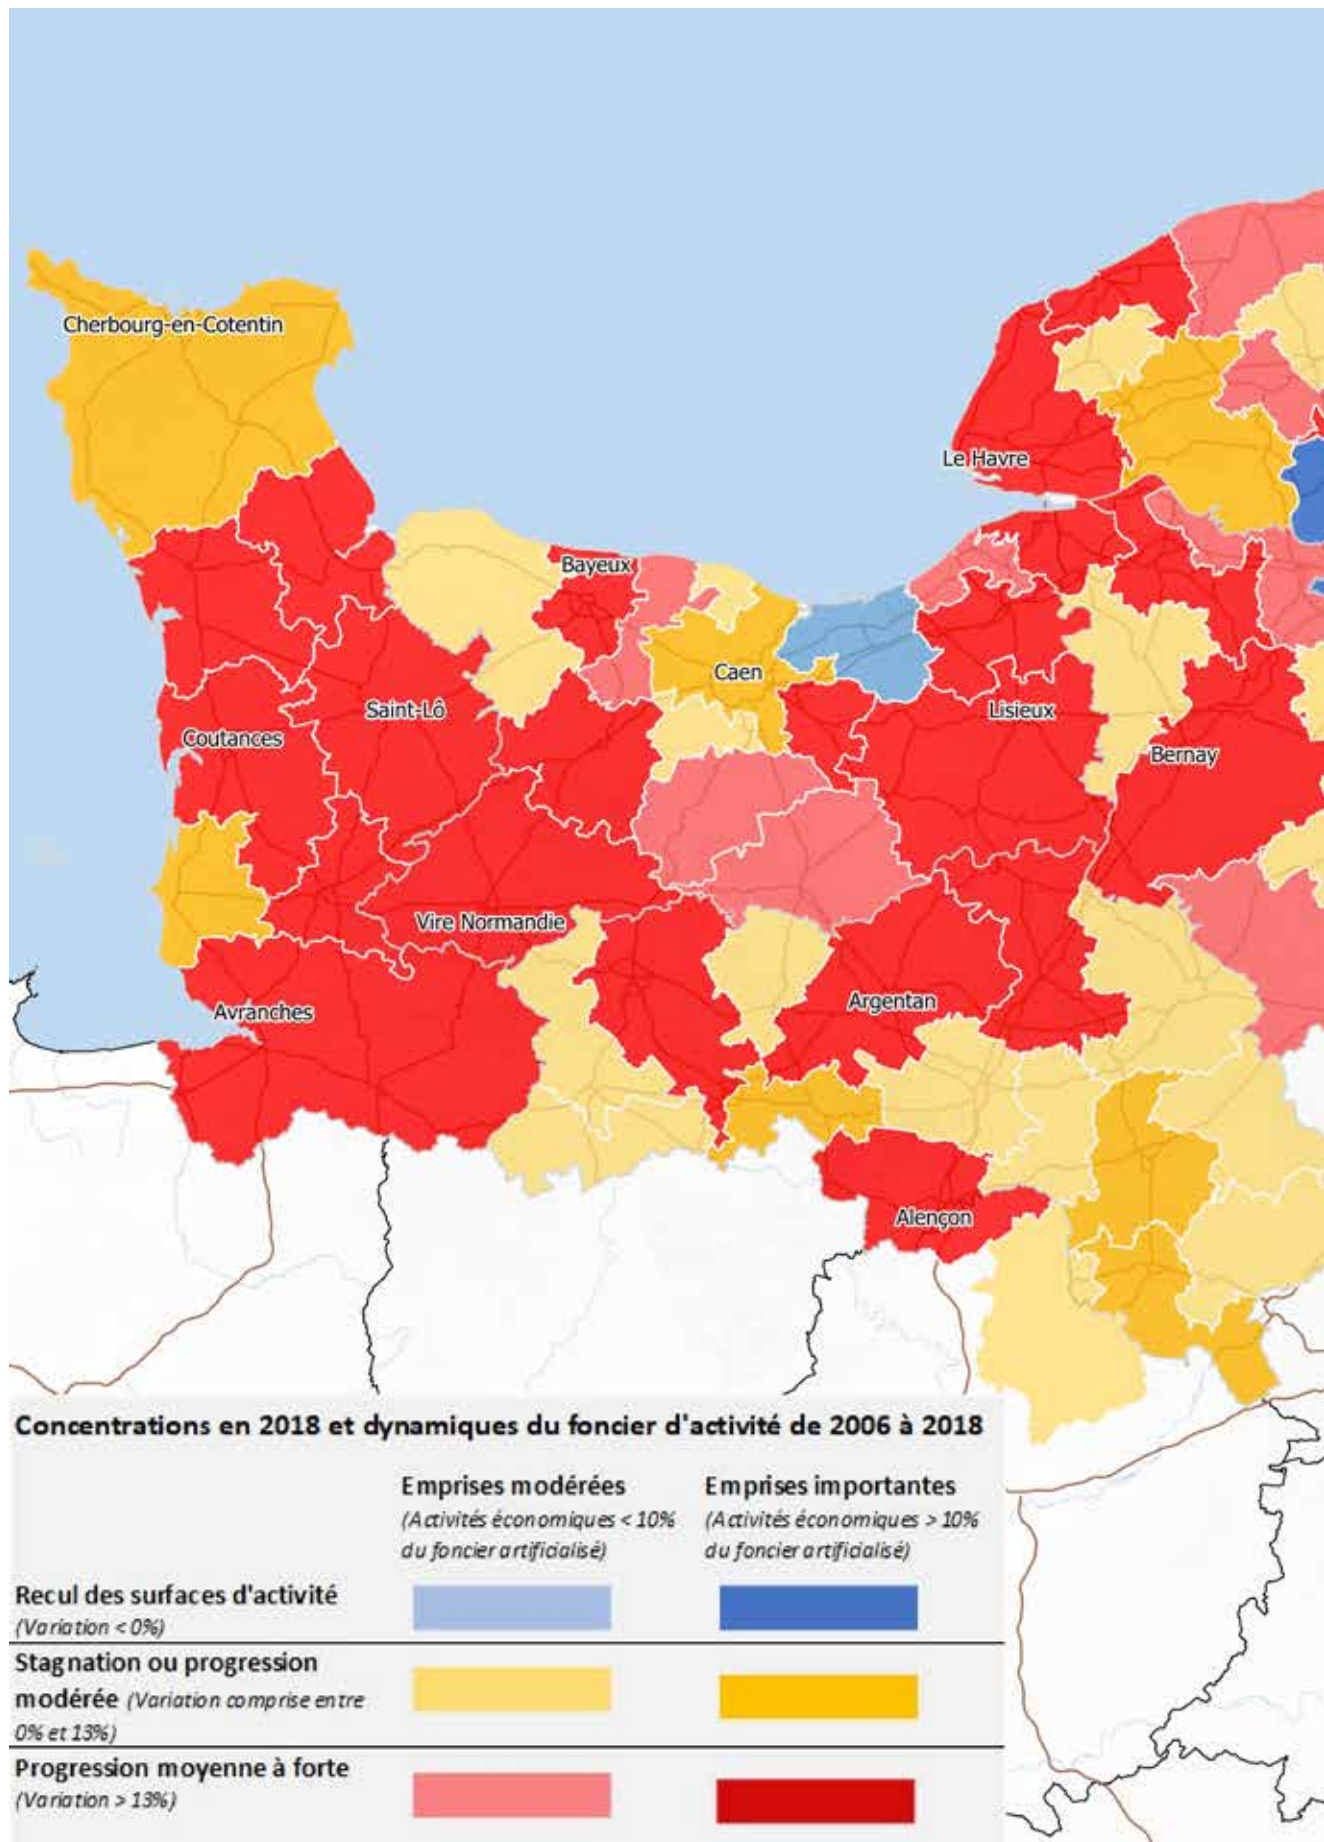 Cherbourg-en-Cotentin
Le Havre
Bayeux
Caen
Saint-Lô
Lisieux
Coutances
Bernay
Vire Normandie
Argentan
Avranches
Alençon
Concentrations en 2018 et dynamiques du foncier d'activité de 2006 à 2018
Emprises modérées
(Activités économiques < 10%
du foncier artificialisé)
Emprises importantes
(Activités économiques > 10%
du foncier artificialisé)
Recul des surfaces d'activité
(Variation < 0%)
Stagnation ou progression
modérée (Variation comprise entre
0% et 13%)
Progression moyenne à forte
(Variation > 13%)